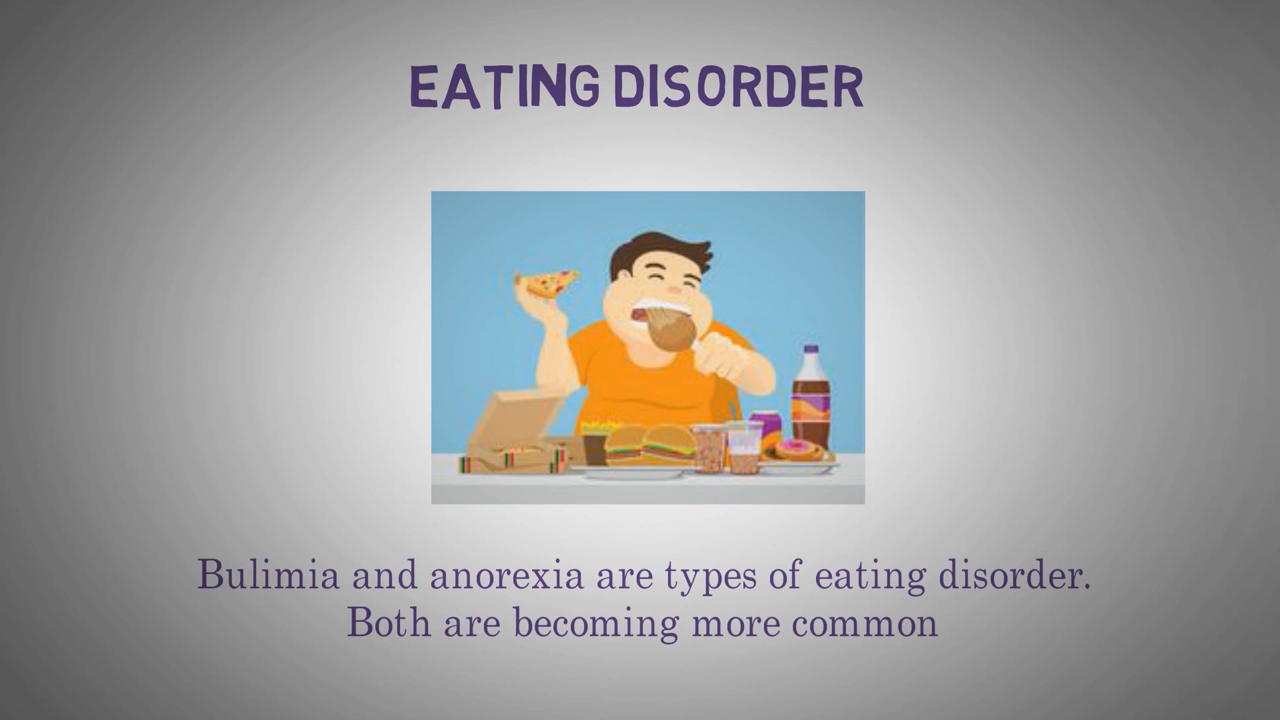 EATING DISORDER
Bulimia and anorexia are types of eating disorder.
Both are becoming more common